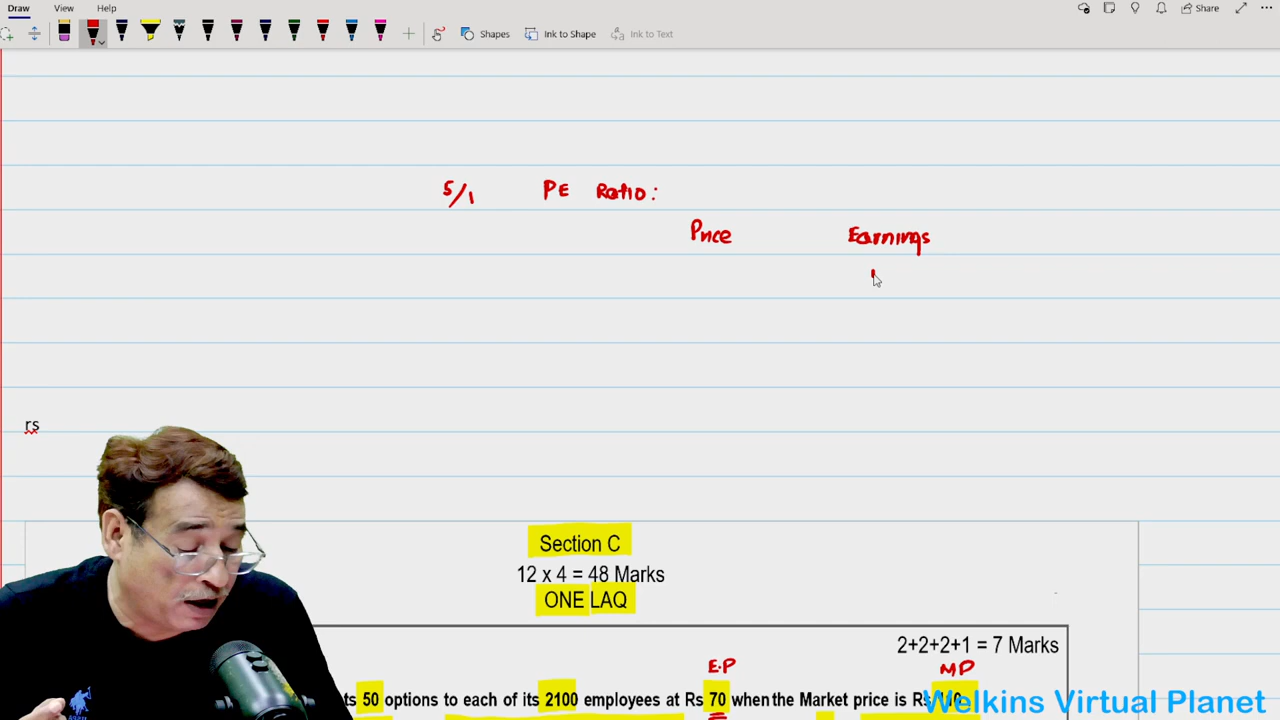 Draw View Help Share
Shapes Ink to Shape Ink to Text
5/1 PE Ratio:
Price Earnings
rs
Section C
12 x 4 = 48 Marks
ONE LAQ
2+2+2+1 = 7 Marks
E.P MP
ts 50 options to each of its 2100 employees at Rs 70 when the Market price is Rs
Welkins Virtual Planet